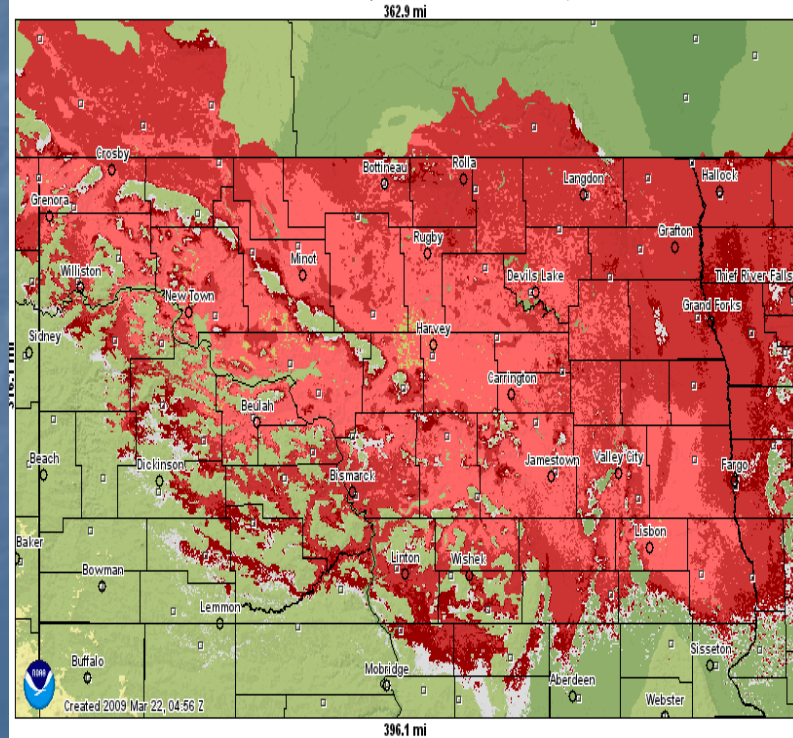 362.9 mi
Crosby
Bottineau
Rolla
Langdon
Hallock
Grenora
Rugby
Grafton
Minot
Williston
Devils Lake
Thief River Falls
New Town
Grand Forks
Harvey
Sidney
Carrington
Beulah
Beach
Dickinson
Bismarck
Jamestown
Valley City
Fargo
Baker
Lisbon
Bowman
Linton
Wishek
Lemmon
Buffalo
Sisseton
Mobridge
Aberdeen
Webster
NOAA
Created 2009 Mar 22, 04:56 Z
396.1 mi